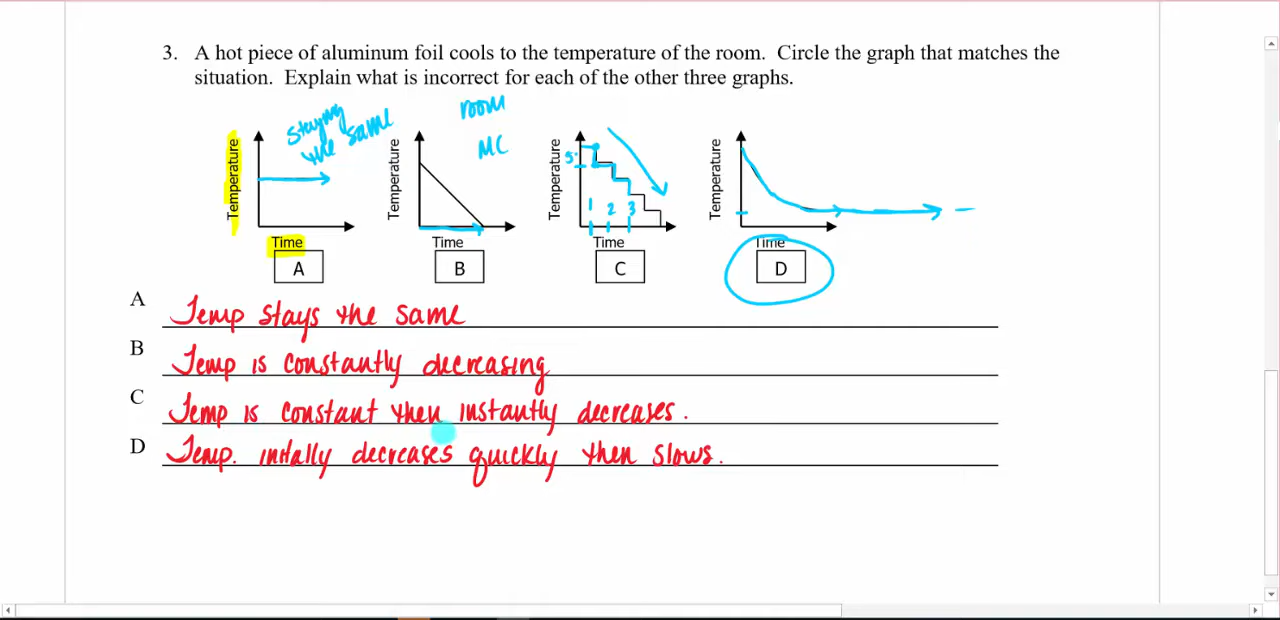 3. A hot piece of aluminum foil cools to the temperature of the room. Circle the graph that matches the
situation. Explain what is incorrect for each of the other three graphs.
staying
the same
room
MC
Temperature
Temperature
Temperature
Temperature
5°
1 2 3
Time
Time
Time
Time
A
B
C
D
A Temp stays the same
B Temp is constantly decreasing
C Temp is constant then instantly decreases.
D Temp. initally decreases quickly then slows.